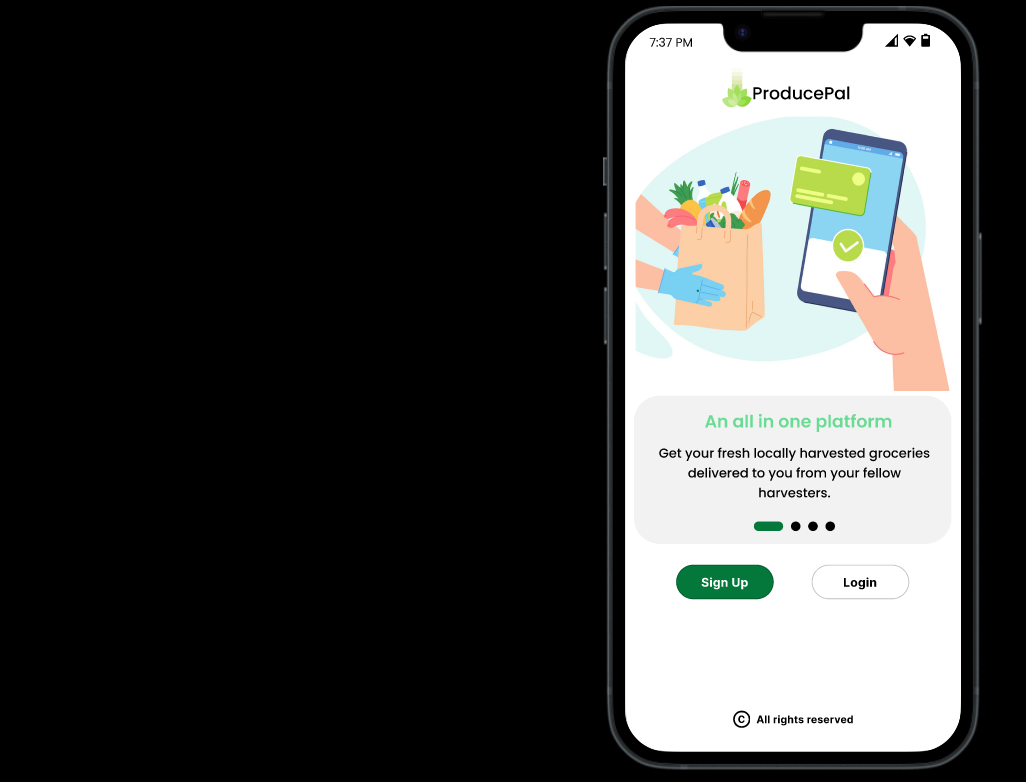 7:37 PM
ProducePal
An all in one platform
Get your fresh locally harvested groceries
delivered to you from your fellow
harvesters.
Sign Up
Login
© All rights reserved